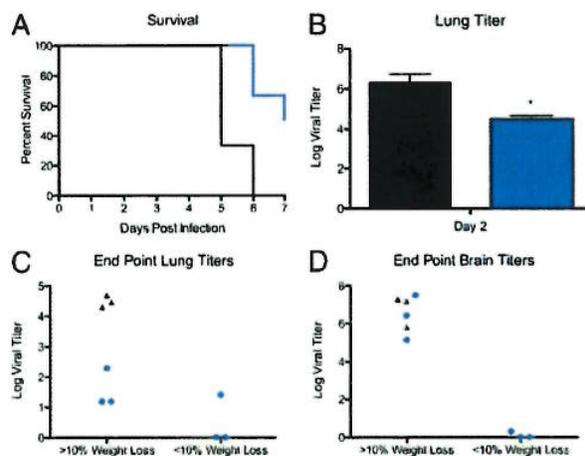 A
Survival
100
80
60
40
20
0
Percent Survival
0 1 2 3 4 5 6 7
Days Post Infection
B
Lung Titer
8
6
4
2
0
Log Viral Titer
*
Day 2
C
End Point Lung Titers
5
4
3
2
1
0
Log Viral Titer
>10% Weight Loss <10% Weight Loss
D
End Point Brain Titers
8
6
4
2
0
Log Viral Titer
>10% Weight Loss <10% Weight Loss